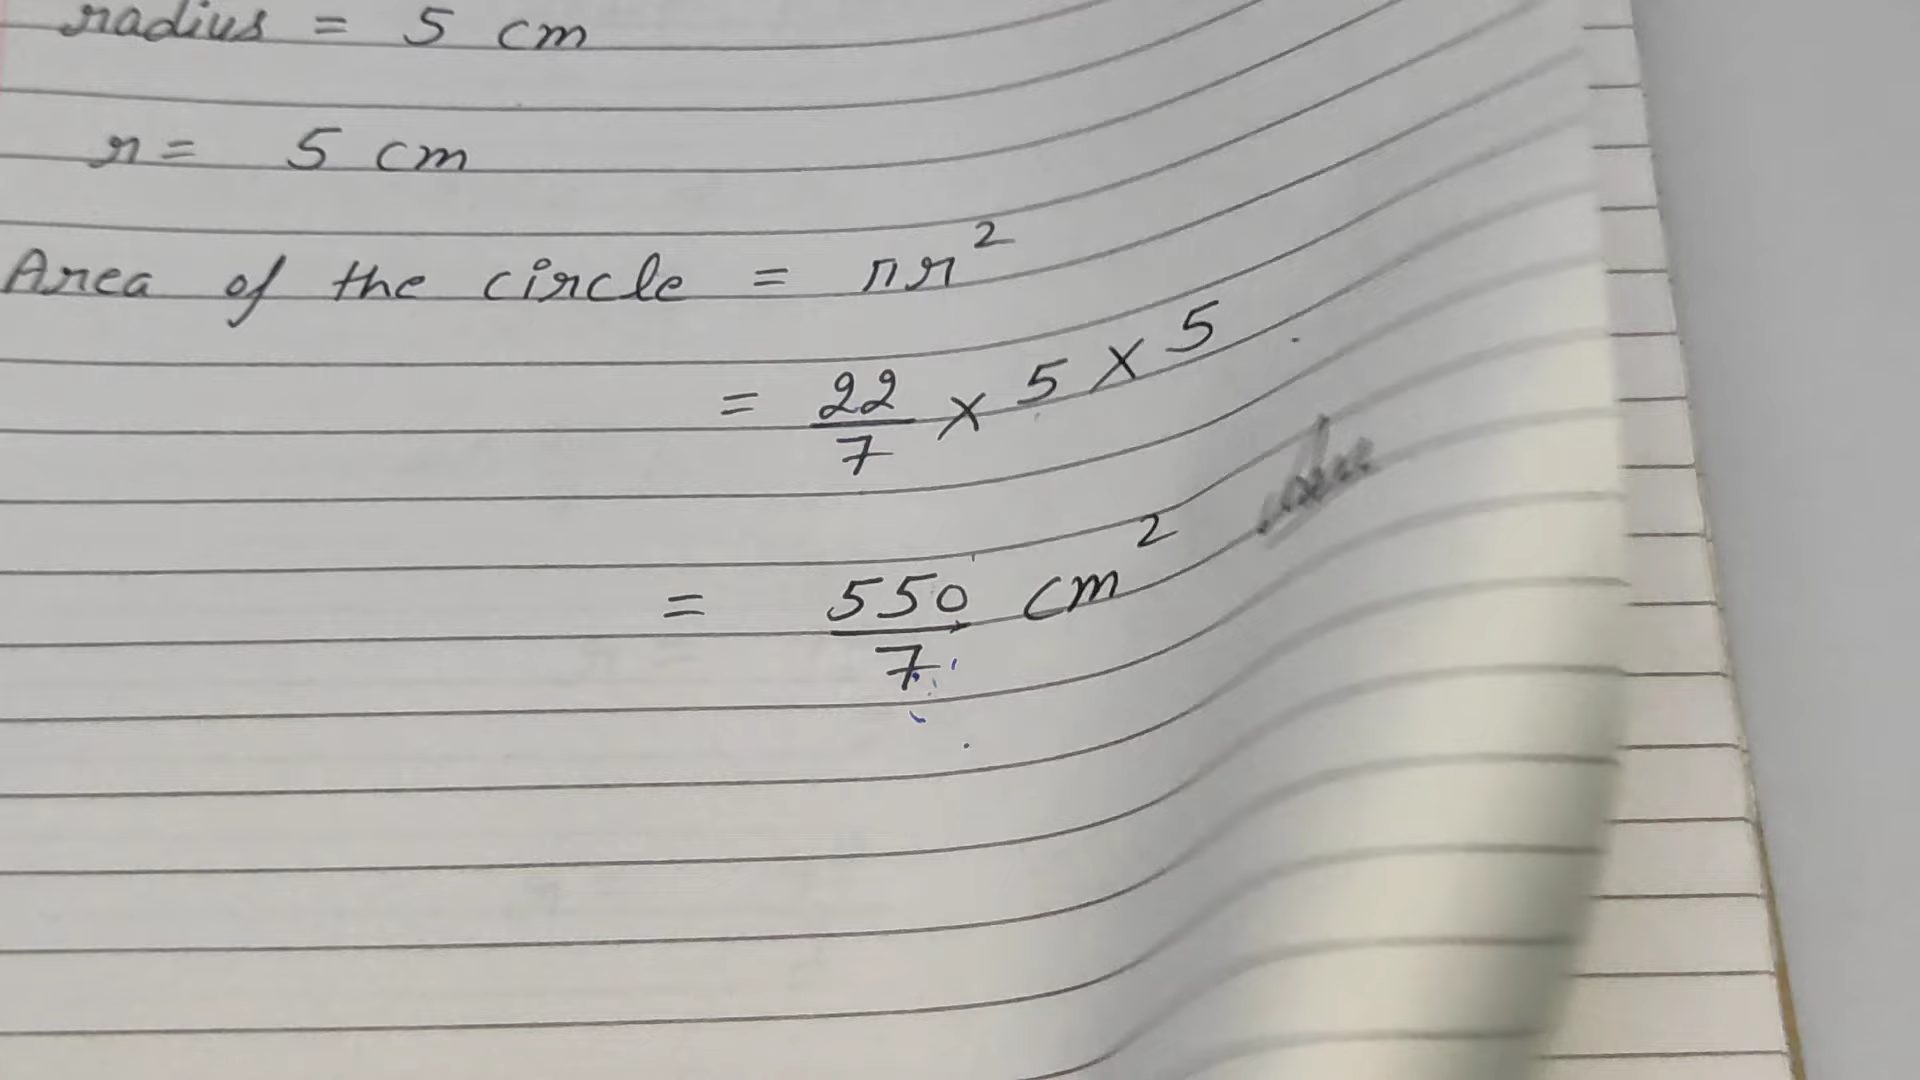 radius = 5 cm
r = 5 cm
Area of the circle = πr²
= 22/7 × 5 × 5
= 550/7 cm²